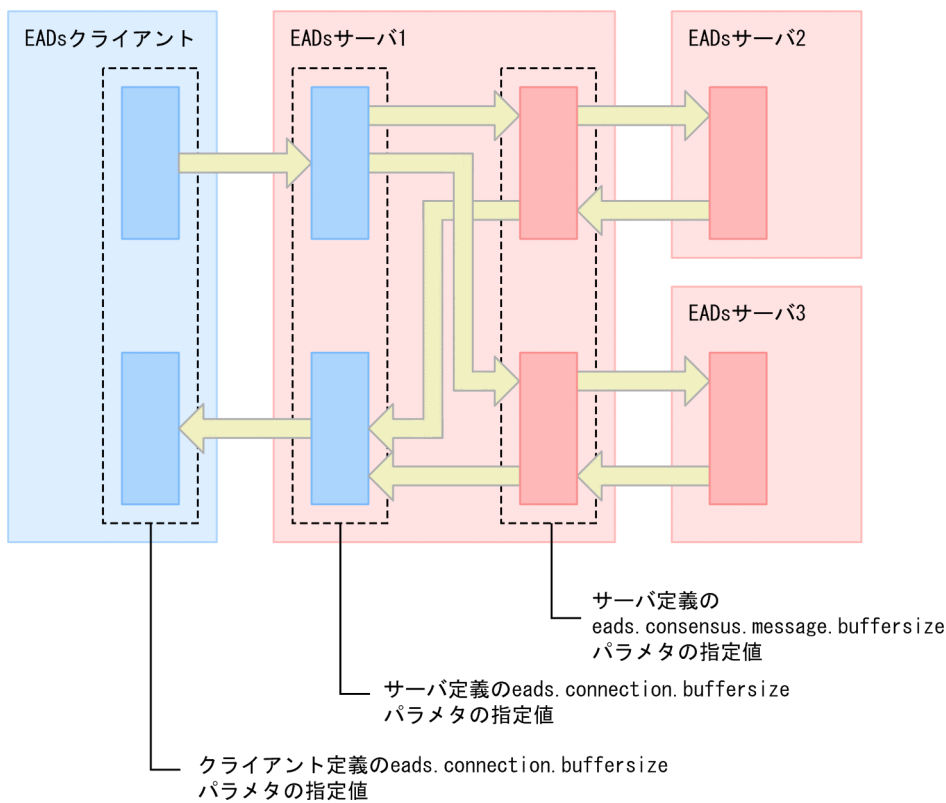 EADsクライアント
EADsサーバ1
EADsサーバ2
EADsサーバ3
サーバ定義の
eads.consensus.message.buffersize
パラメタの指定値
サーバ定義のeads.connection.buffersize
パラメタの指定値
クライアント定義のeads.connection.buffersize
パラメタの指定値